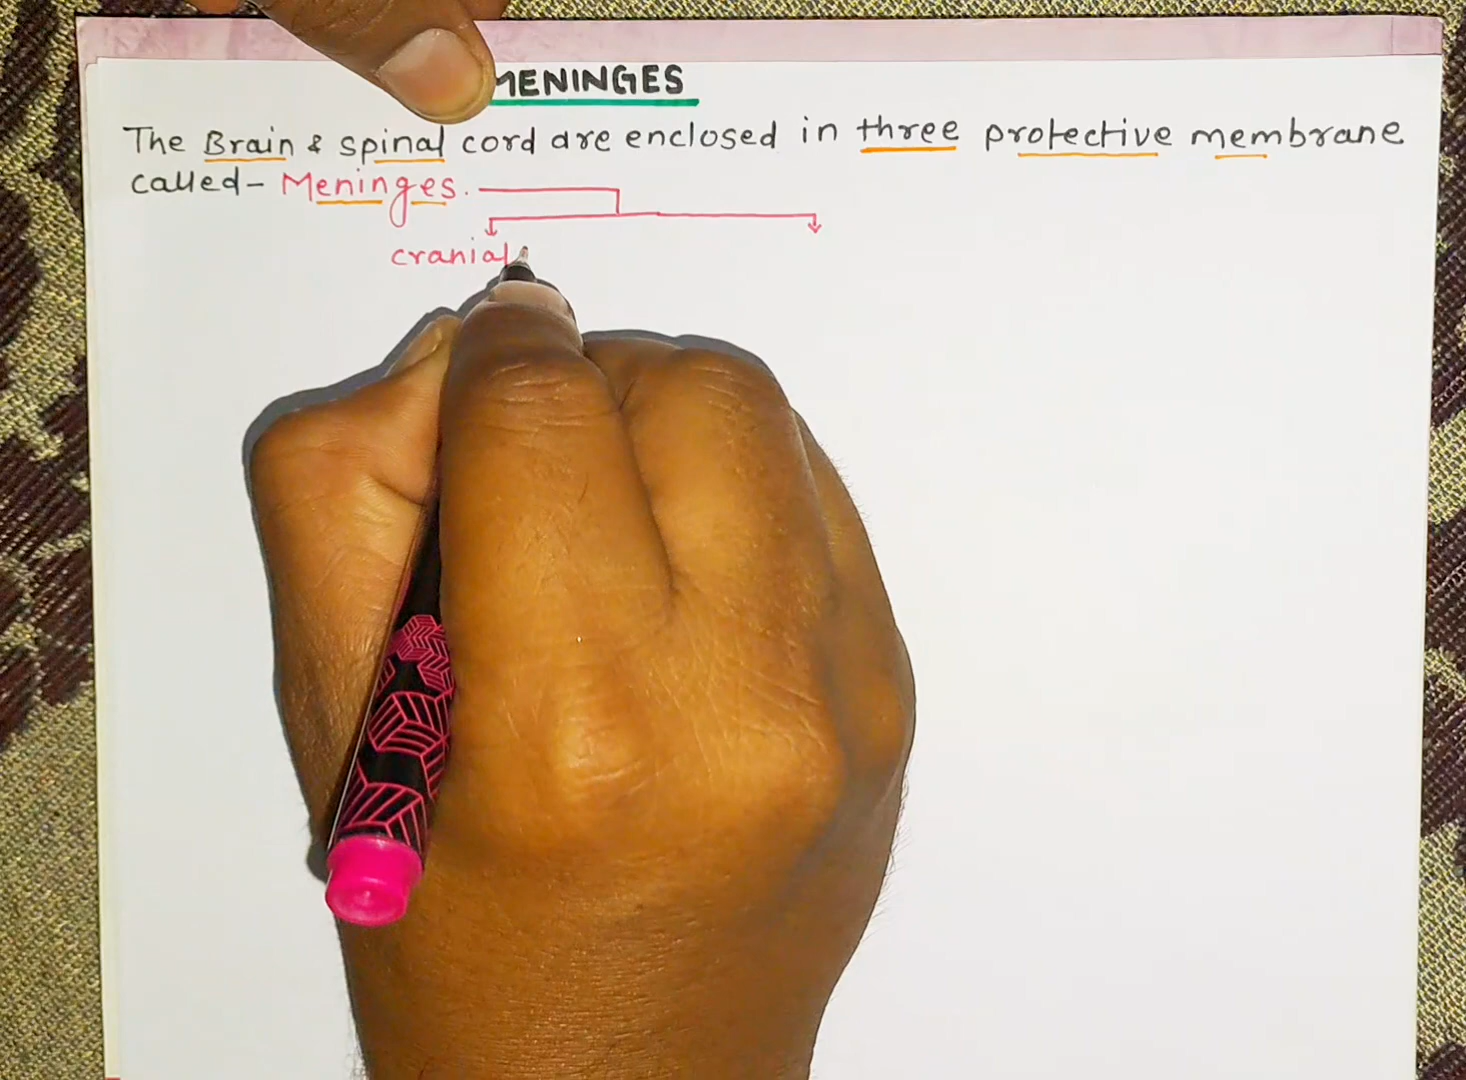 MENINGES
The Brain & spinal cord are enclosed in three protective membrane
called - Meninges.
cranial